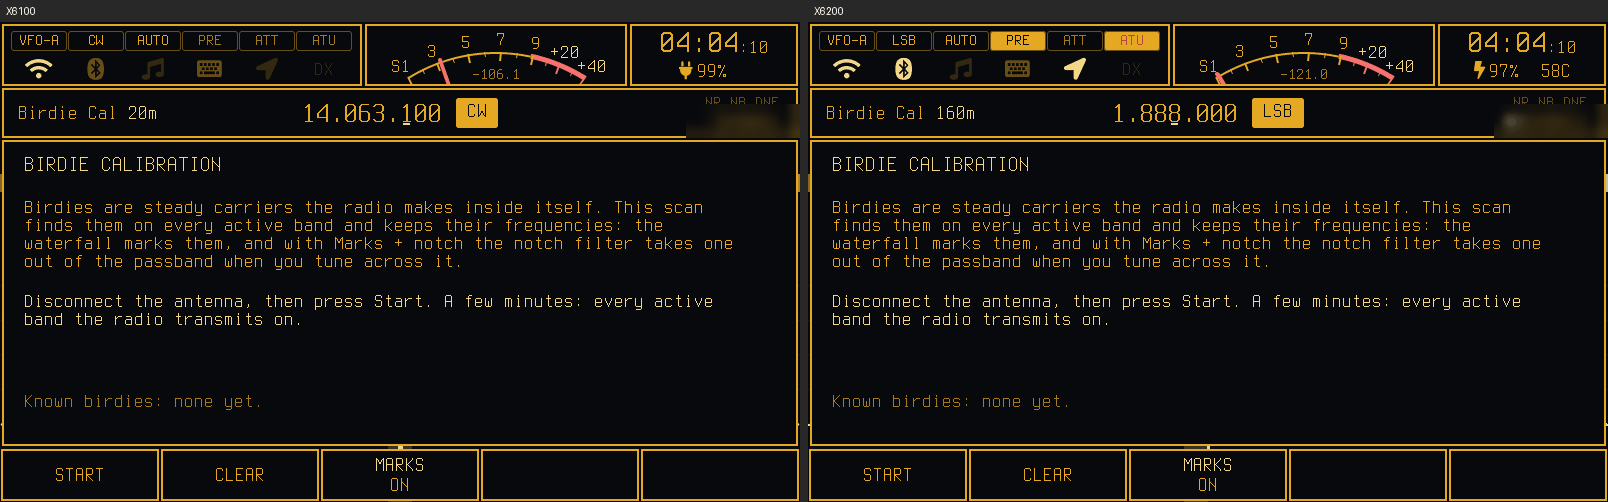 X6100
VFO-A CW AUTO PRE ATT ATU
DX
S1 3 5 7 9 +20 +40
-106.1
04:04:10
99%
Birdie Cal 20m
14.063.100 CW
NR NB DNF
BIRDIE CALIBRATION
Birdies are steady carriers the radio makes inside itself. This scan
finds them on every active band and keeps their frequencies: the
waterfall marks them, and with Marks + notch the notch filter takes one
out of the passband when you tune across it.
Disconnect the antenna, then press Start. A few minutes: every active
band the radio transmits on.
Known birdies: none yet.
START
CLEAR
MARKS
ON
X6200
VFO-A LSB AUTO PRE ATT ATU
DX
S1 3 5 7 9 +20 +40
-121.0
04:04:10
97% 58C
Birdie Cal 160m
1.888.000 LSB
NR NB DNF
BIRDIE CALIBRATION
Birdies are steady carriers the radio makes inside itself. This scan
finds them on every active band and keeps their frequencies: the
waterfall marks them, and with Marks + notch the notch filter takes one
out of the passband when you tune across it.
Disconnect the antenna, then press Start. A few minutes: every active
band the radio transmits on.
Known birdies: none yet.
START
CLEAR
MARKS
ON